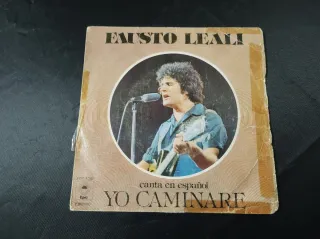 FAUSTO LEALI
canta en español
YO CAMINARE